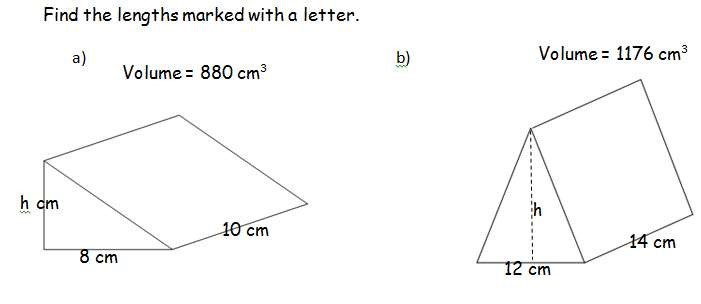 Find the lengths marked with a letter.
a)
Volume = 880 cm³
h cm
8 cm
10 cm
b)
Volume = 1176 cm³
h
12 cm
14 cm